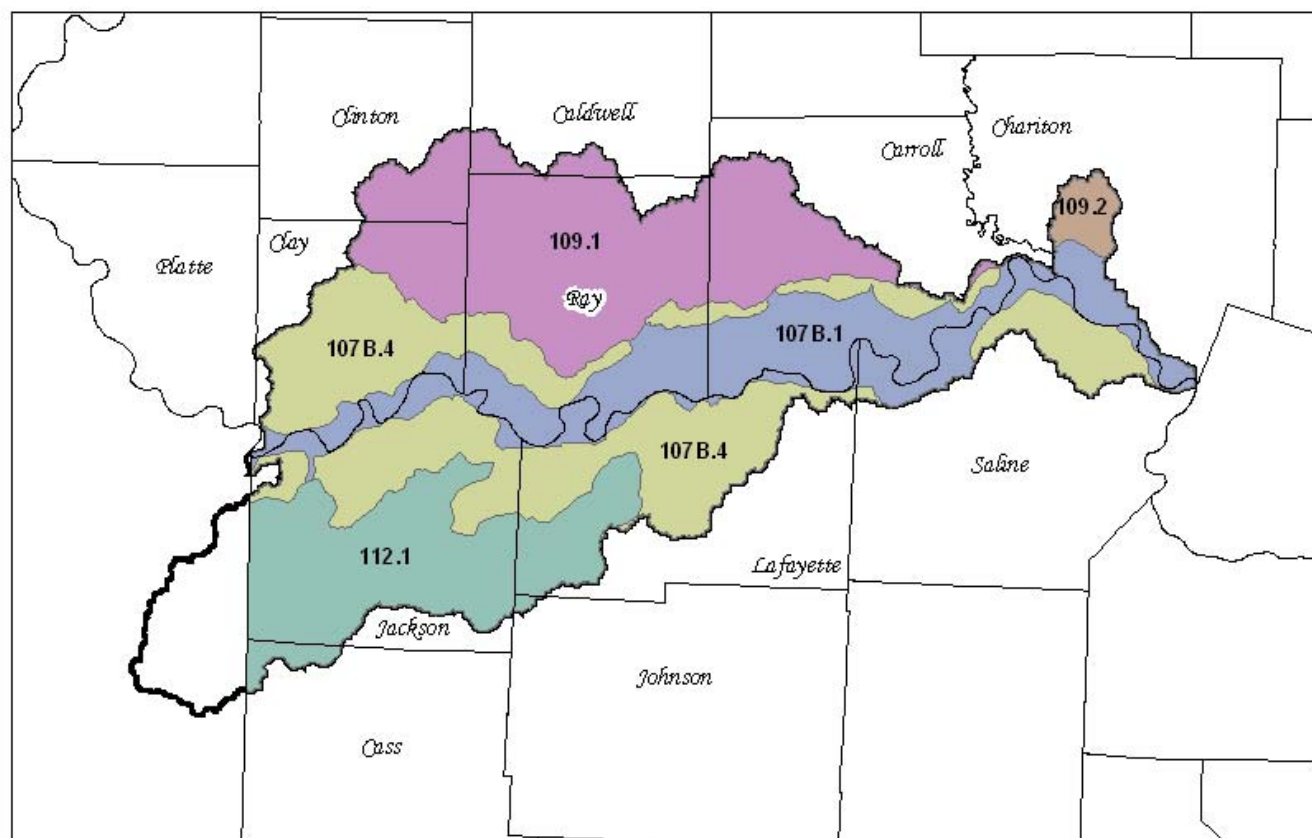 Clinton
Caldwell
Chariton
Carroll
109.2
Clay
109.1
Platte
Ray
107B.4
107B.1
107B.4
Saline
112.1
Lafayette
Jackson
Johnson
Cass